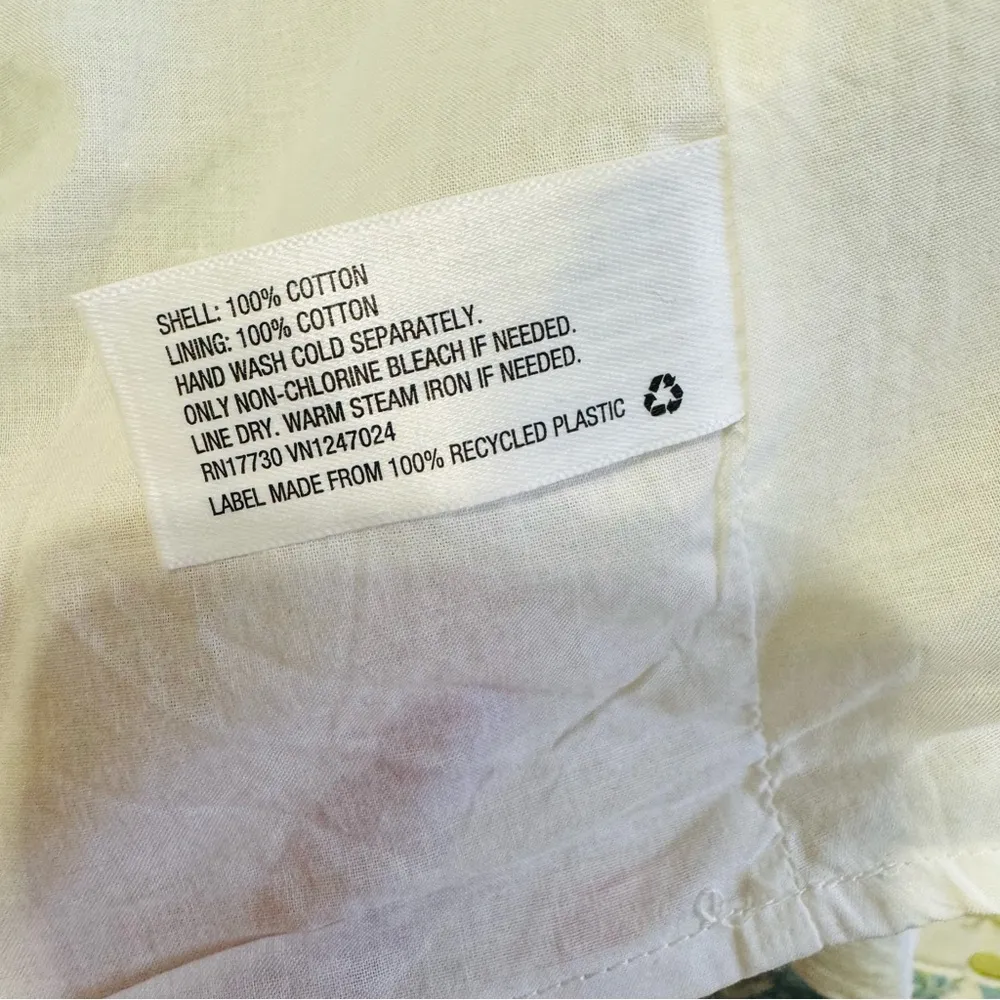 SHELL: 100% COTTON
LINING: 100% COTTON
HAND WASH COLD SEPARATELY.
ONLY NON-CHLORINE BLEACH IF NEEDED.
LINE DRY. WARM STEAM IRON IF NEEDED.
RN17730 VN1247024
LABEL MADE FROM 100% RECYCLED PLASTIC